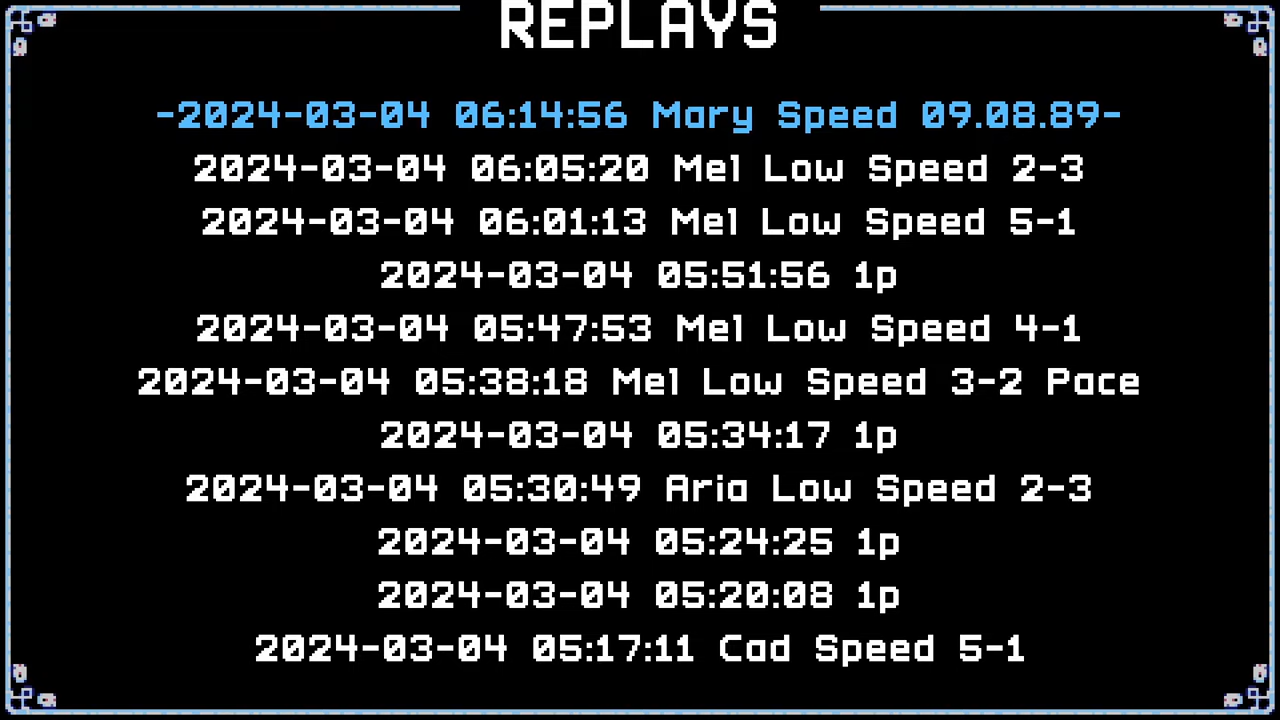 REPLAYS
-2024-03-04 06:14:56 Mary Speed 09.08.89-
2024-03-04 06:05:20 Mel Low Speed 2-3
2024-03-04 06:01:13 Mel Low Speed 5-1
2024-03-04 05:51:56 1p
2024-03-04 05:47:53 Mel Low Speed 4-1
2024-03-04 05:38:18 Mel Low Speed 3-2 Pace
2024-03-04 05:34:17 1p
2024-03-04 05:30:49 Aria Low Speed 2-3
2024-03-04 05:24:25 1p
2024-03-04 05:20:08 1p
2024-03-04 05:17:11 Cad Speed 5-1